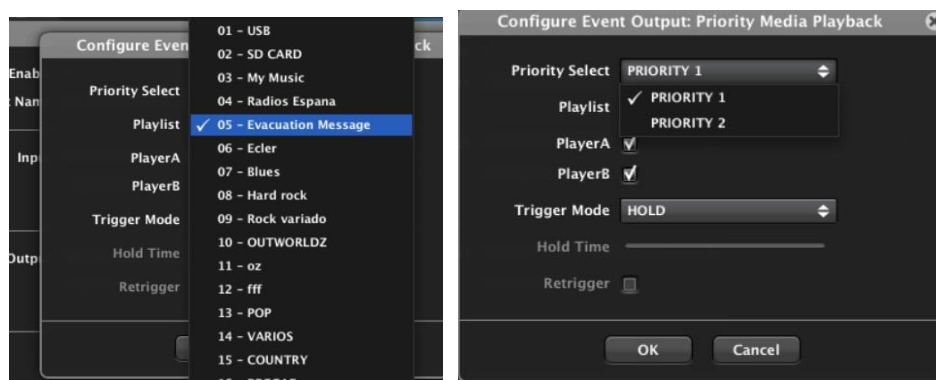 Configure Even
ck
Enab
Nan
Inp
Outp
Priority Select
Playlist
PlayerA
PlayerB
Trigger Mode
Hold Time
Retrigger
01 - USB
02 - SD CARD
03 - My Music
04 - Radios Espana
✓ 05 - Evacuation Message
06 - Ecler
07 - Blues
08 - Hard rock
09 - Rock variado
10 - OUTWORLDZ
11 - oz
12 - fff
13 - POP
14 - VARIOS
15 - COUNTRY
Configure Event Output: Priority Media Playback
Priority Select PRIORITY 1
✓ PRIORITY 1
Playlist
PRIORITY 2
PlayerA
PlayerB
Trigger Mode HOLD
Hold Time
Retrigger
OK Cancel